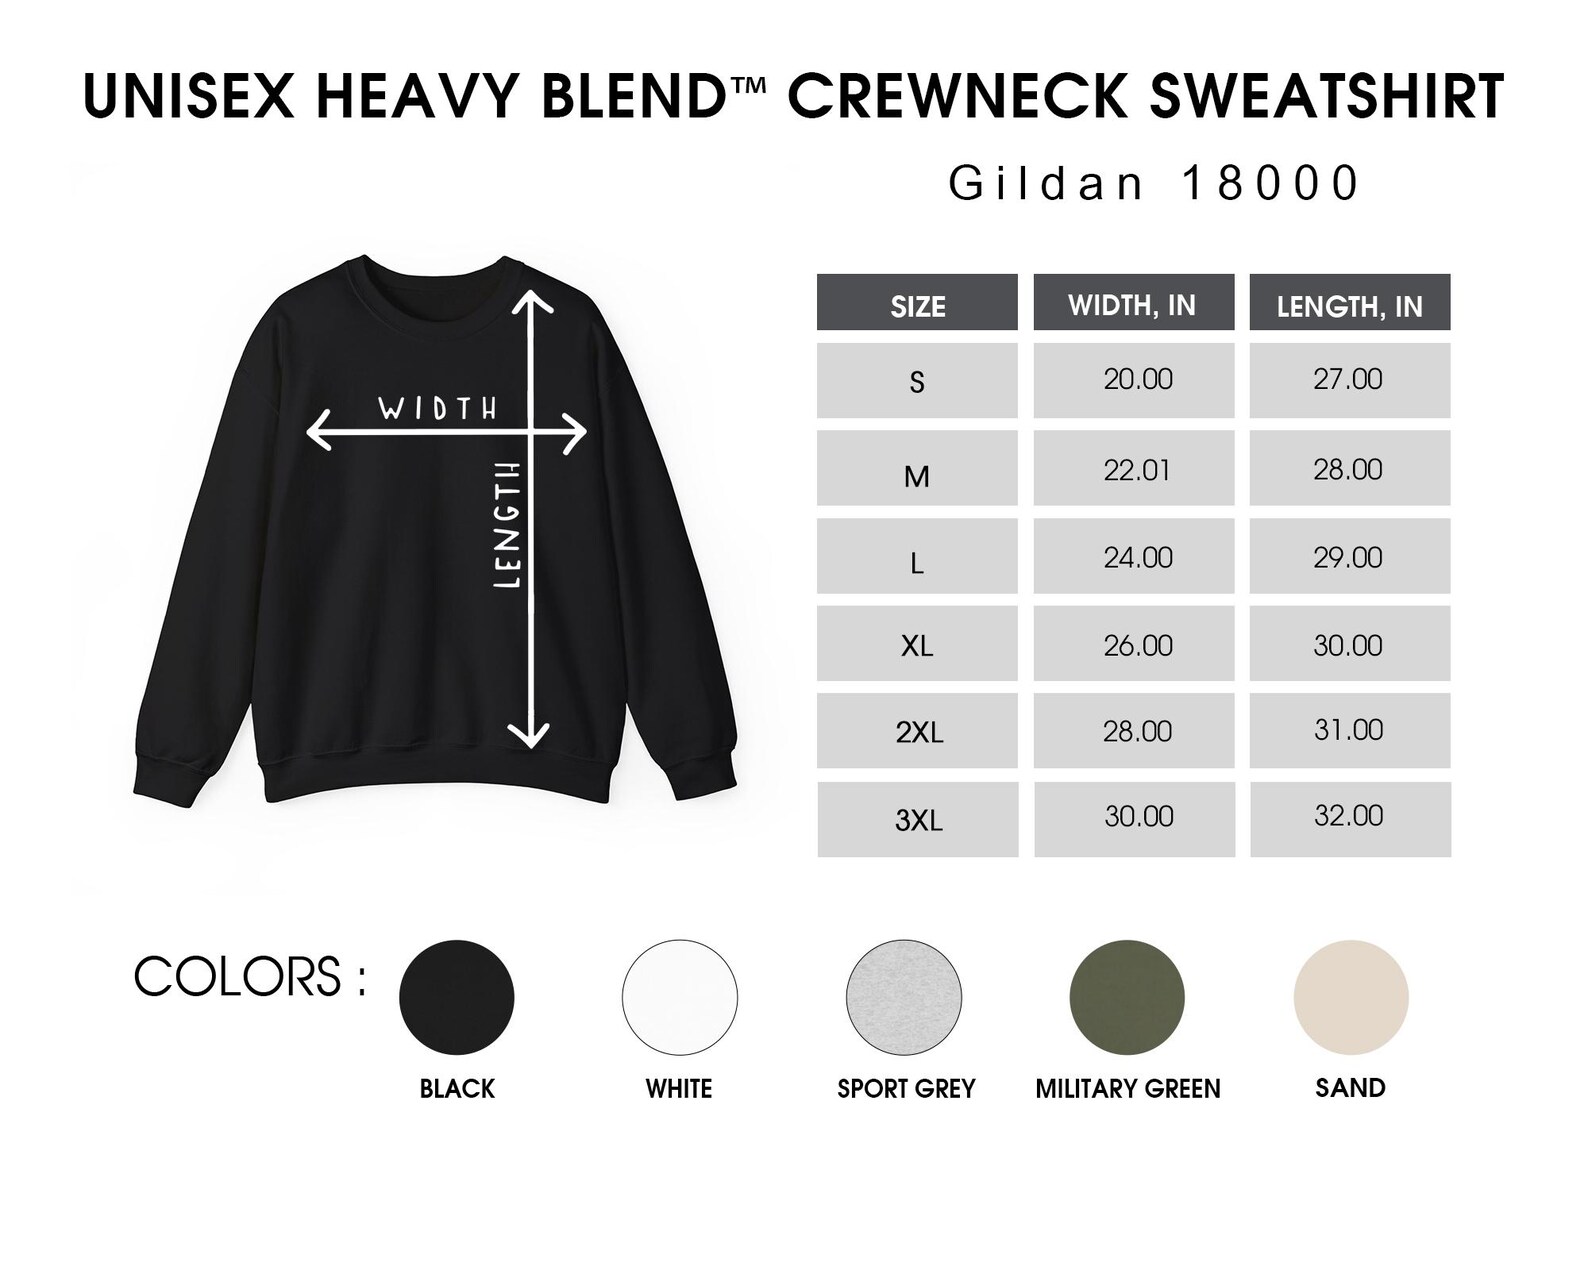 UNISEX HEAVY BLEND™ CREWNECK SWEATSHIRT
Gildan 18000
WIDTH
LENGTH
SIZE WIDTH, IN LENGTH, IN
S 20.00 27.00
M 22.01 28.00
L 24.00 29.00
XL 26.00 30.00
2XL 28.00 31.00
3XL 30.00 32.00
COLORS :
BLACK WHITE SPORT GREY MILITARY GREEN SAND